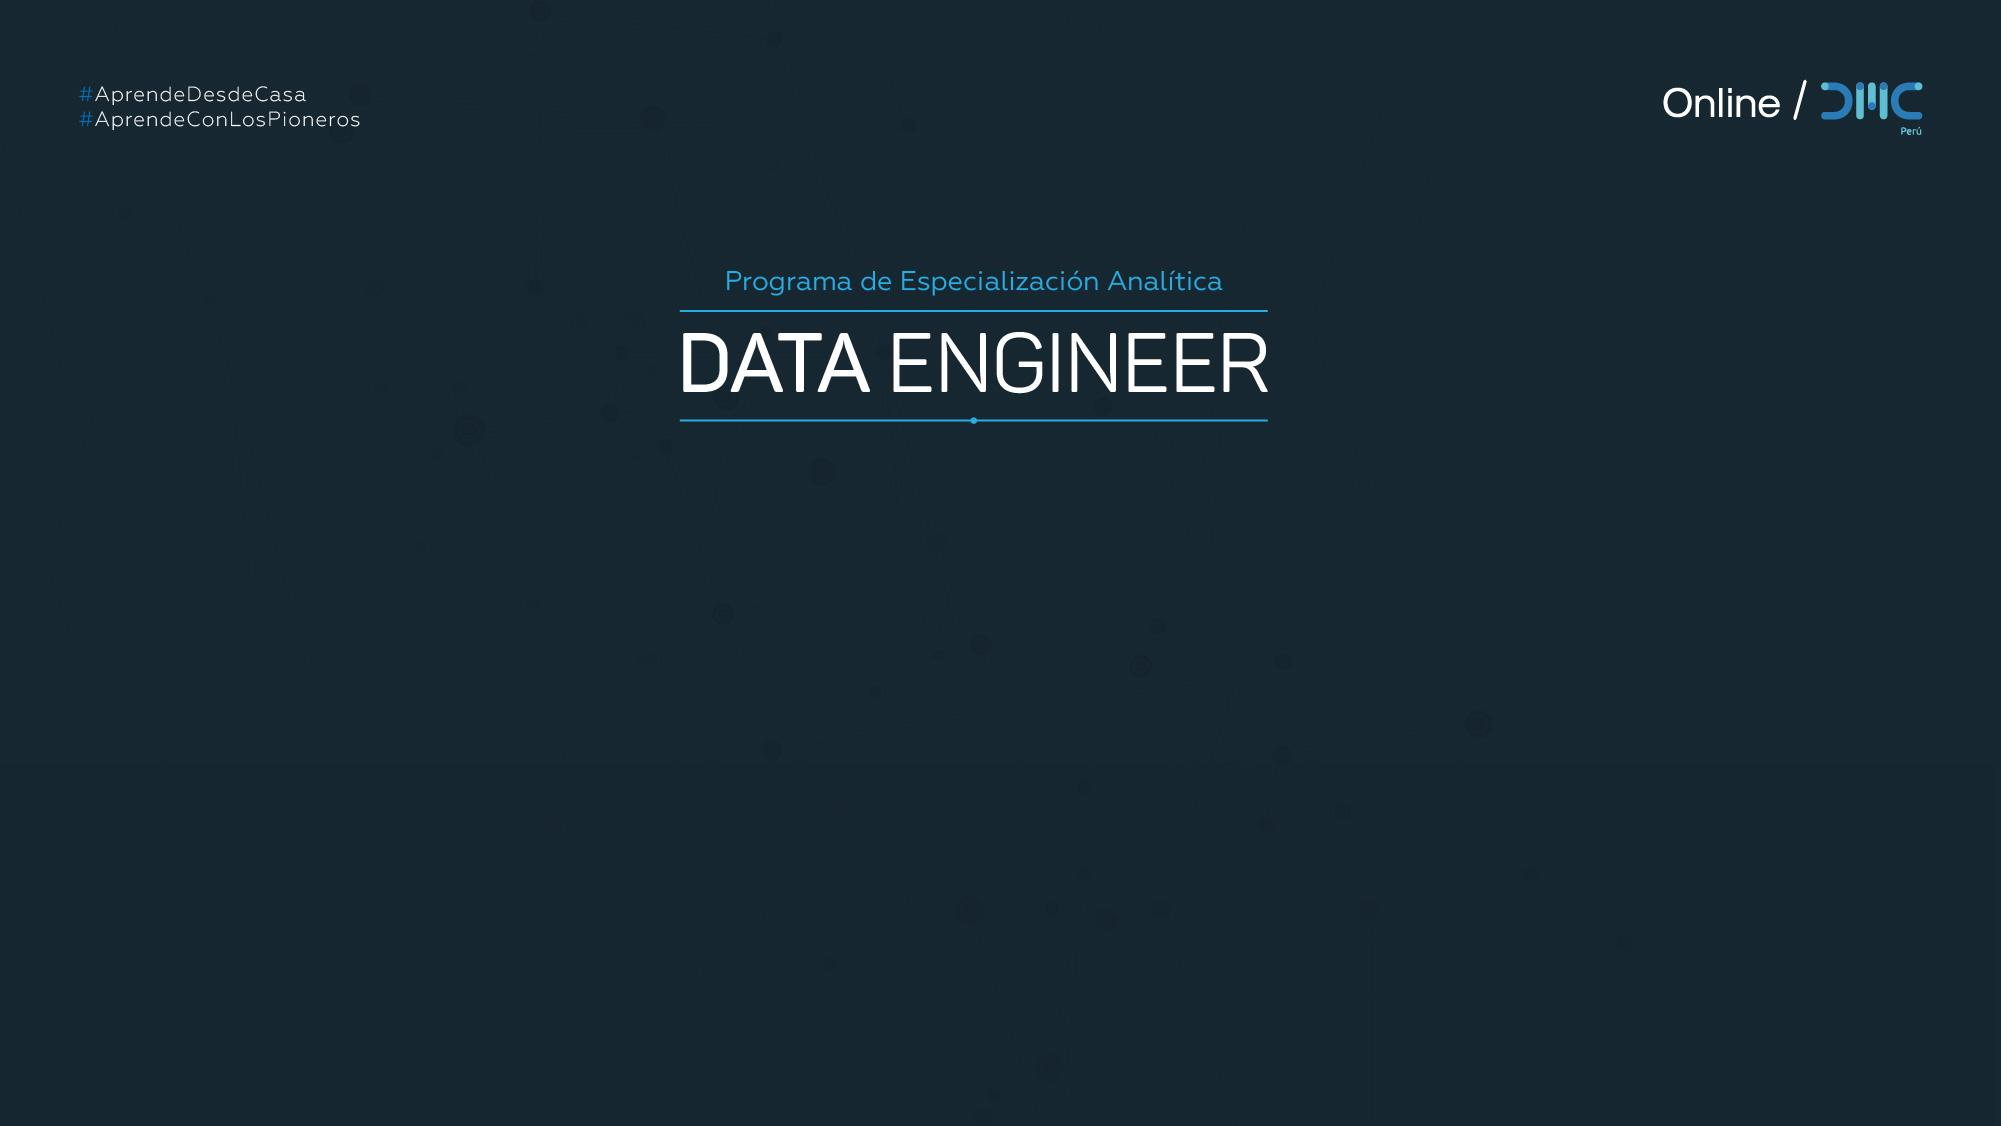 #AprendeDesdeCasa
#AprendeConLosPioneros
Online / DMC
Perú
Programa de Especialización Analítica
DATA ENGINEER